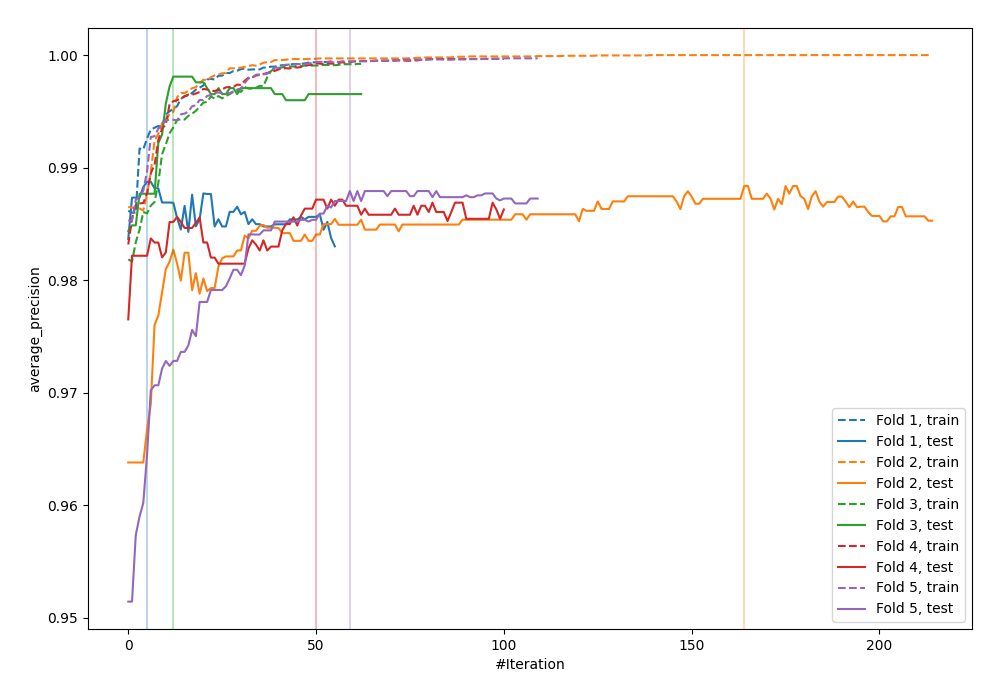 1.00
0.99
0.98
0.97
0.96
0.95
average_precision
0
50
100
150
200
#Iteration
Fold 1, train
Fold 1, test
Fold 2, train
Fold 2, test
Fold 3, train
Fold 3, test
Fold 4, train
Fold 4, test
Fold 5, train
Fold 5, test